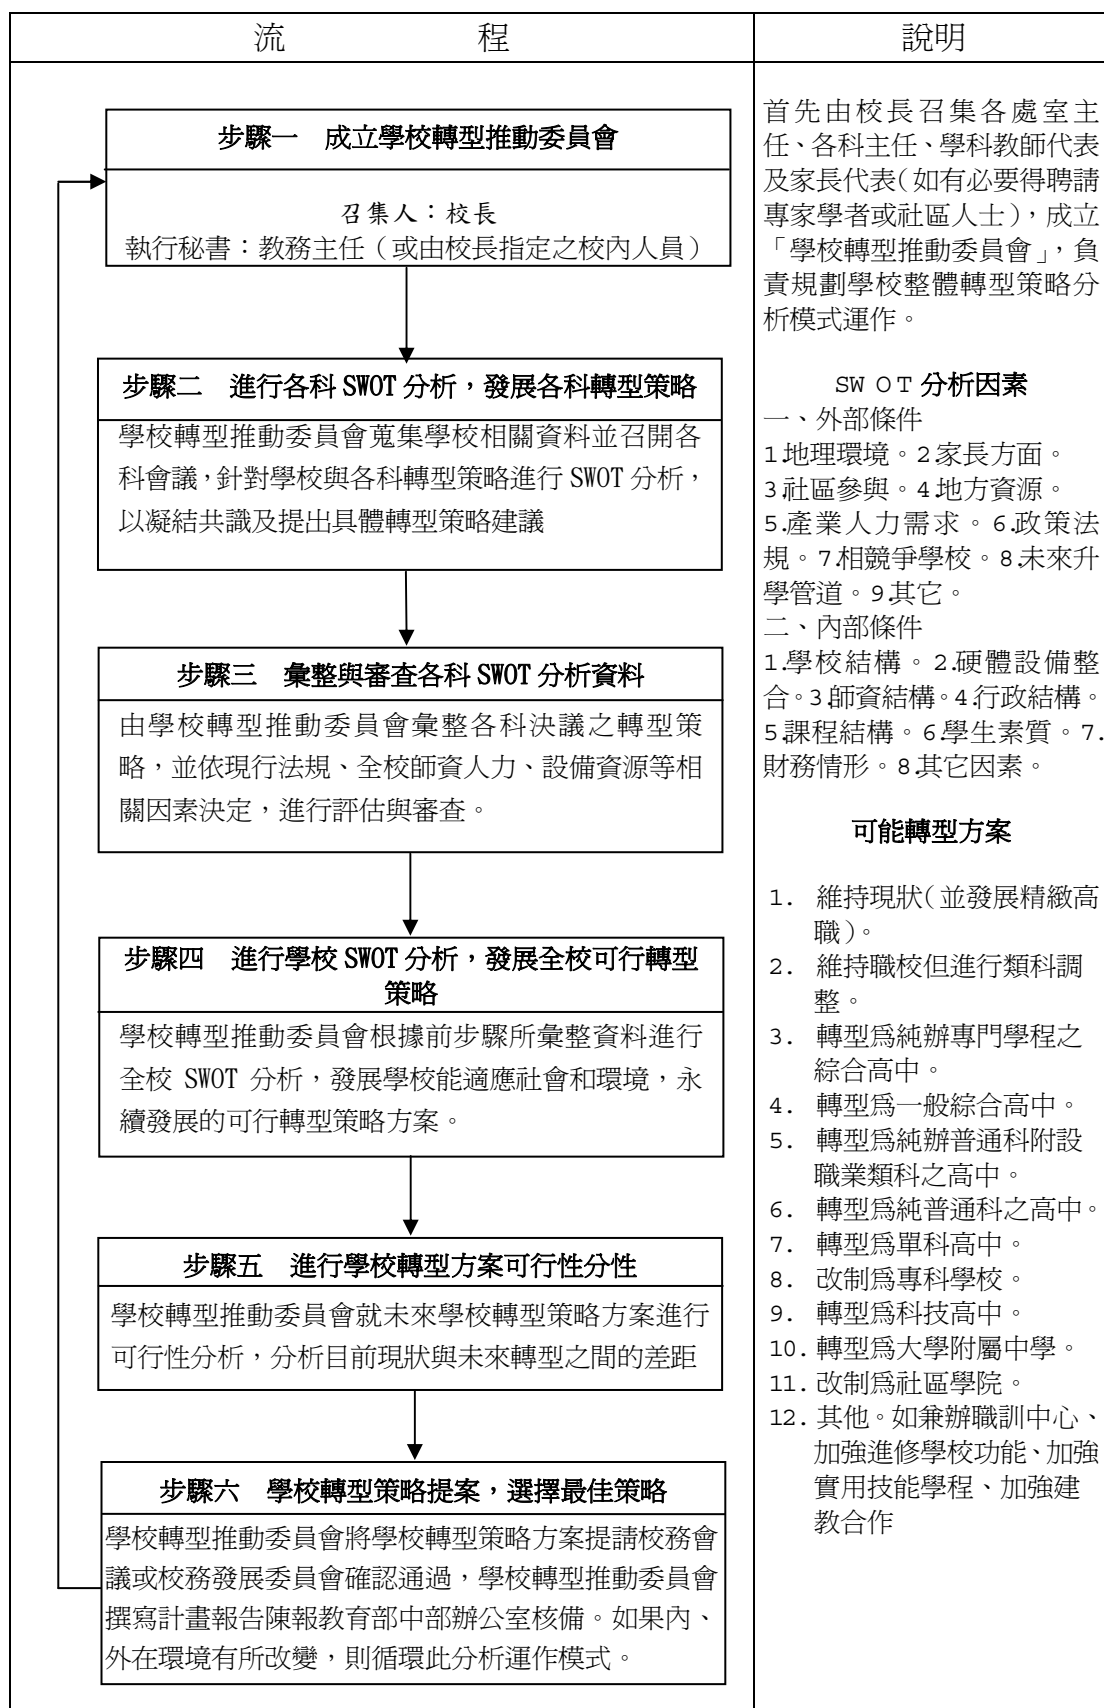 流 程
步驟一 成立學校轉型推動委員會
召集人：校長
執行秘書：教務主任（或由校長指定之校內人員）
步驟二 進行各科 SWOT 分析，發展各科轉型策略
學校轉型推動委員會蒐集學校相關資料並召開各
科會議，針對學校與各科轉型策略進行 SWOT 分析，
以凝結共識及提出具體轉型策略建議
步驟三 彙整與審查各科 SWOT 分析資料
由學校轉型推動委員會彙整各科決議之轉型策
略，並依現行法規、全校師資人力、設備資源等相
關因素決定，進行評估與審查。
步驟四 進行學校 SWOT 分析，發展全校可行轉型
策略
學校轉型推動委員會根據前步驟所彙整資料進行
全校 SWOT 分析，發展學校能適應社會和環境，永
續發展的可行轉型策略方案。
步驟五 進行學校轉型方案可行性分性
學校轉型推動委員會就未來學校轉型策略方案進行
可行性分析，分析目前現狀與未來轉型之間的差距
步驟六 學校轉型策略提案，選擇最佳策略
學校轉型推動委員會將學校轉型策略方案提請校務會
議或校務發展委員會確認通過，學校轉型推動委員會
撰寫計畫報告陳報教育部中部辦公室核備。如果內、
外在環境有所改變，則循環此分析運作模式。
說明
首先由校長召集各處室主
任、各科主任、學科教師代表
及家長代表（如有必要得聘請
專家學者或社區人士），成立
「學校轉型推動委員會」，負
責規劃學校整體轉型策略分
析模式運作。
SWOT 分析因素
一、外部條件
1.地理環境。2.家長方面。
3.社區參與。4.地方資源。
5.產業人力需求。6.政策法
規。7.相競爭學校。8.未來升
學管道。9.其它。
二、內部條件
1.學校結構。2.硬體設備整
合。3.師資結構。4.行政結構。
5.課程結構。6.學生素質。7.
財務情形。8.其它因素。
可能轉型方案
1. 維持現狀（並發展精緻高
職）。
2. 維持職校但進行類科調
整。
3. 轉型為純辦專門學程之
綜合高中。
4. 轉型為一般綜合高中。
5. 轉型為純辦普通科附設
職業類科之高中。
6. 轉型為純普通科之高中。
7. 轉型為單科高中。
8. 改制為專科學校。
9. 轉型為科技高中。
10. 轉型為大學附屬中學。
11. 改制為社區學院。
12. 其他。如兼辦職訓中心、
加強進修學校功能、加強
實用技能學程、加強建
教合作